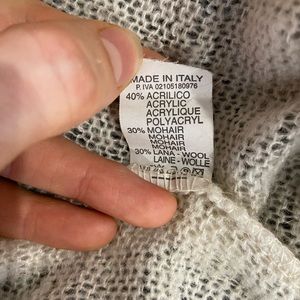 MADE IN ITALY
P. IVA 02105180976
40% ACRILICO
ACRYLIC
ACRYLIQUE
POLYACRYL
30% MOHAIR
MOHAIR
MOHAIR
MOHAIR
30% LANA - WOOL
LAINE - WOLLE